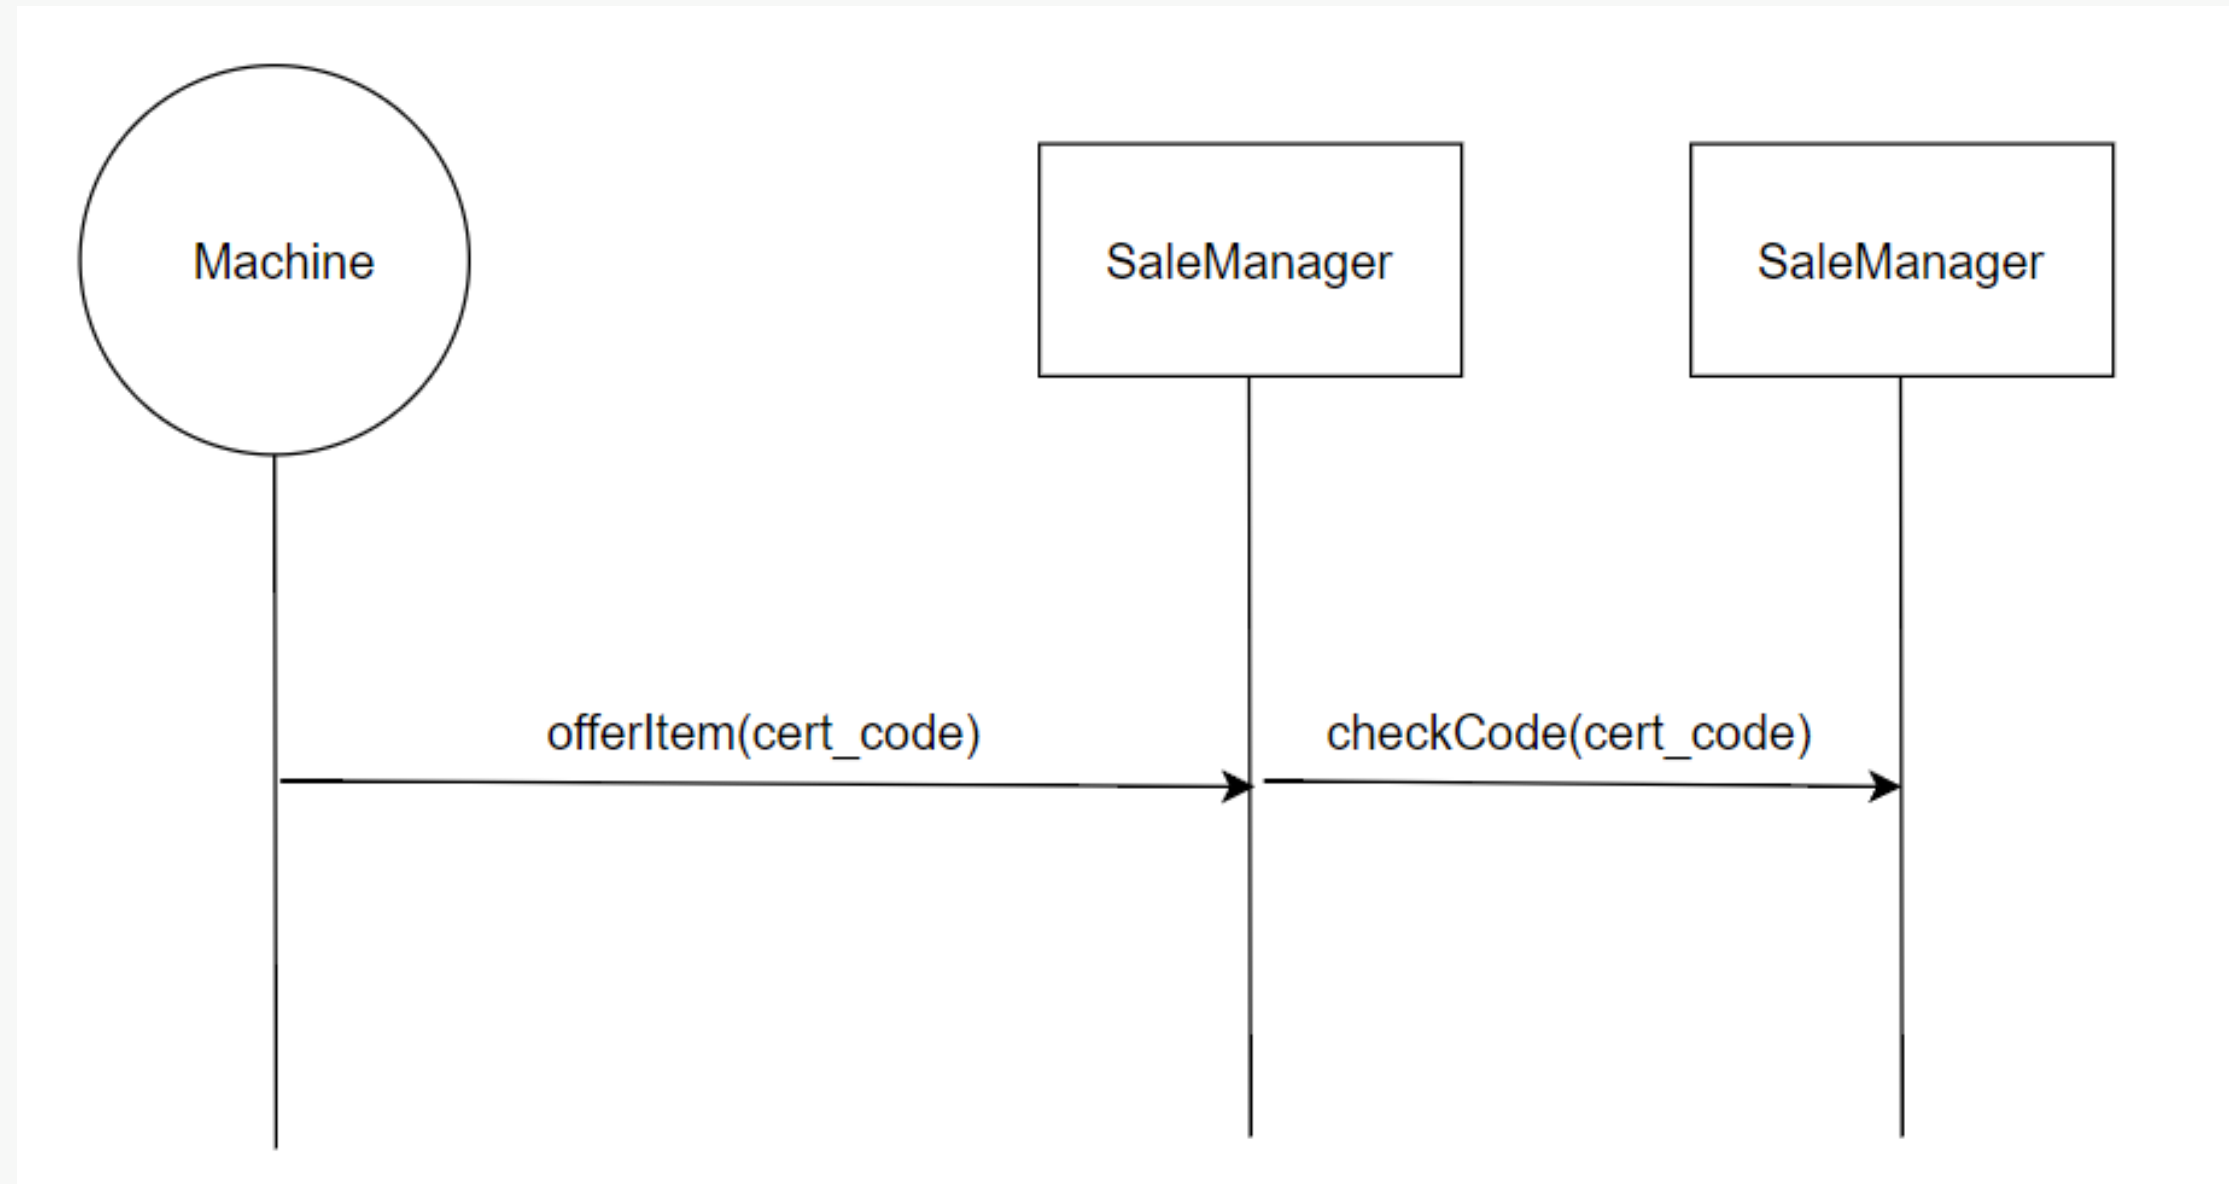 Machine
SaleManager
SaleManager
offerItem(cert_code)
checkCode(cert_code)